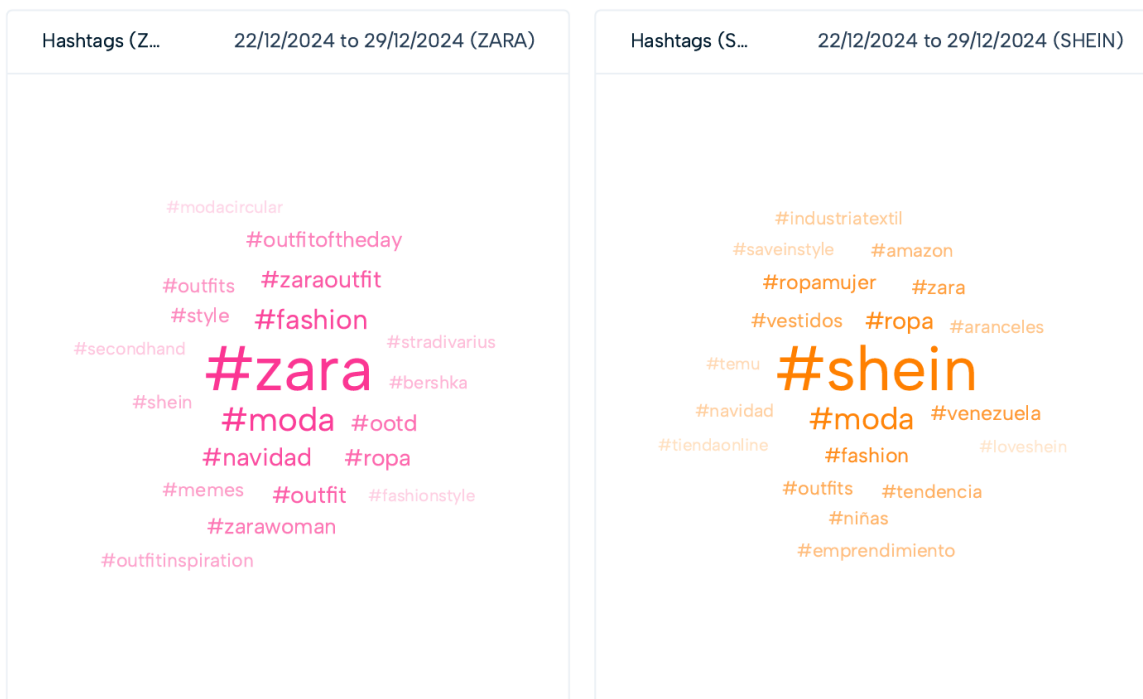 Hashtags (Z...
22/12/2024 to 29/12/2024 (ZARA)
#modacircular
#outfitoftheday
#outfits #zaraoutfit
#style #fashion
#secondhand #zara #stradivarius
#shein #bershka
#moda #ootd
#navidad #ropa
#memes #outfit #fashionstyle
#zarawoman
#outfitinspiration
Hashtags (S...
22/12/2024 to 29/12/2024 (SHEIN)
#industriatextil
#saveinstyle #amazon
#ropamujer #zara
#vestidos #ropa #aranceles
#temu #shein
#navidad #moda #venezuela
#tiendaonline #fashion #loveshein
#outfits #tendencia
#niñas
#emprendimiento